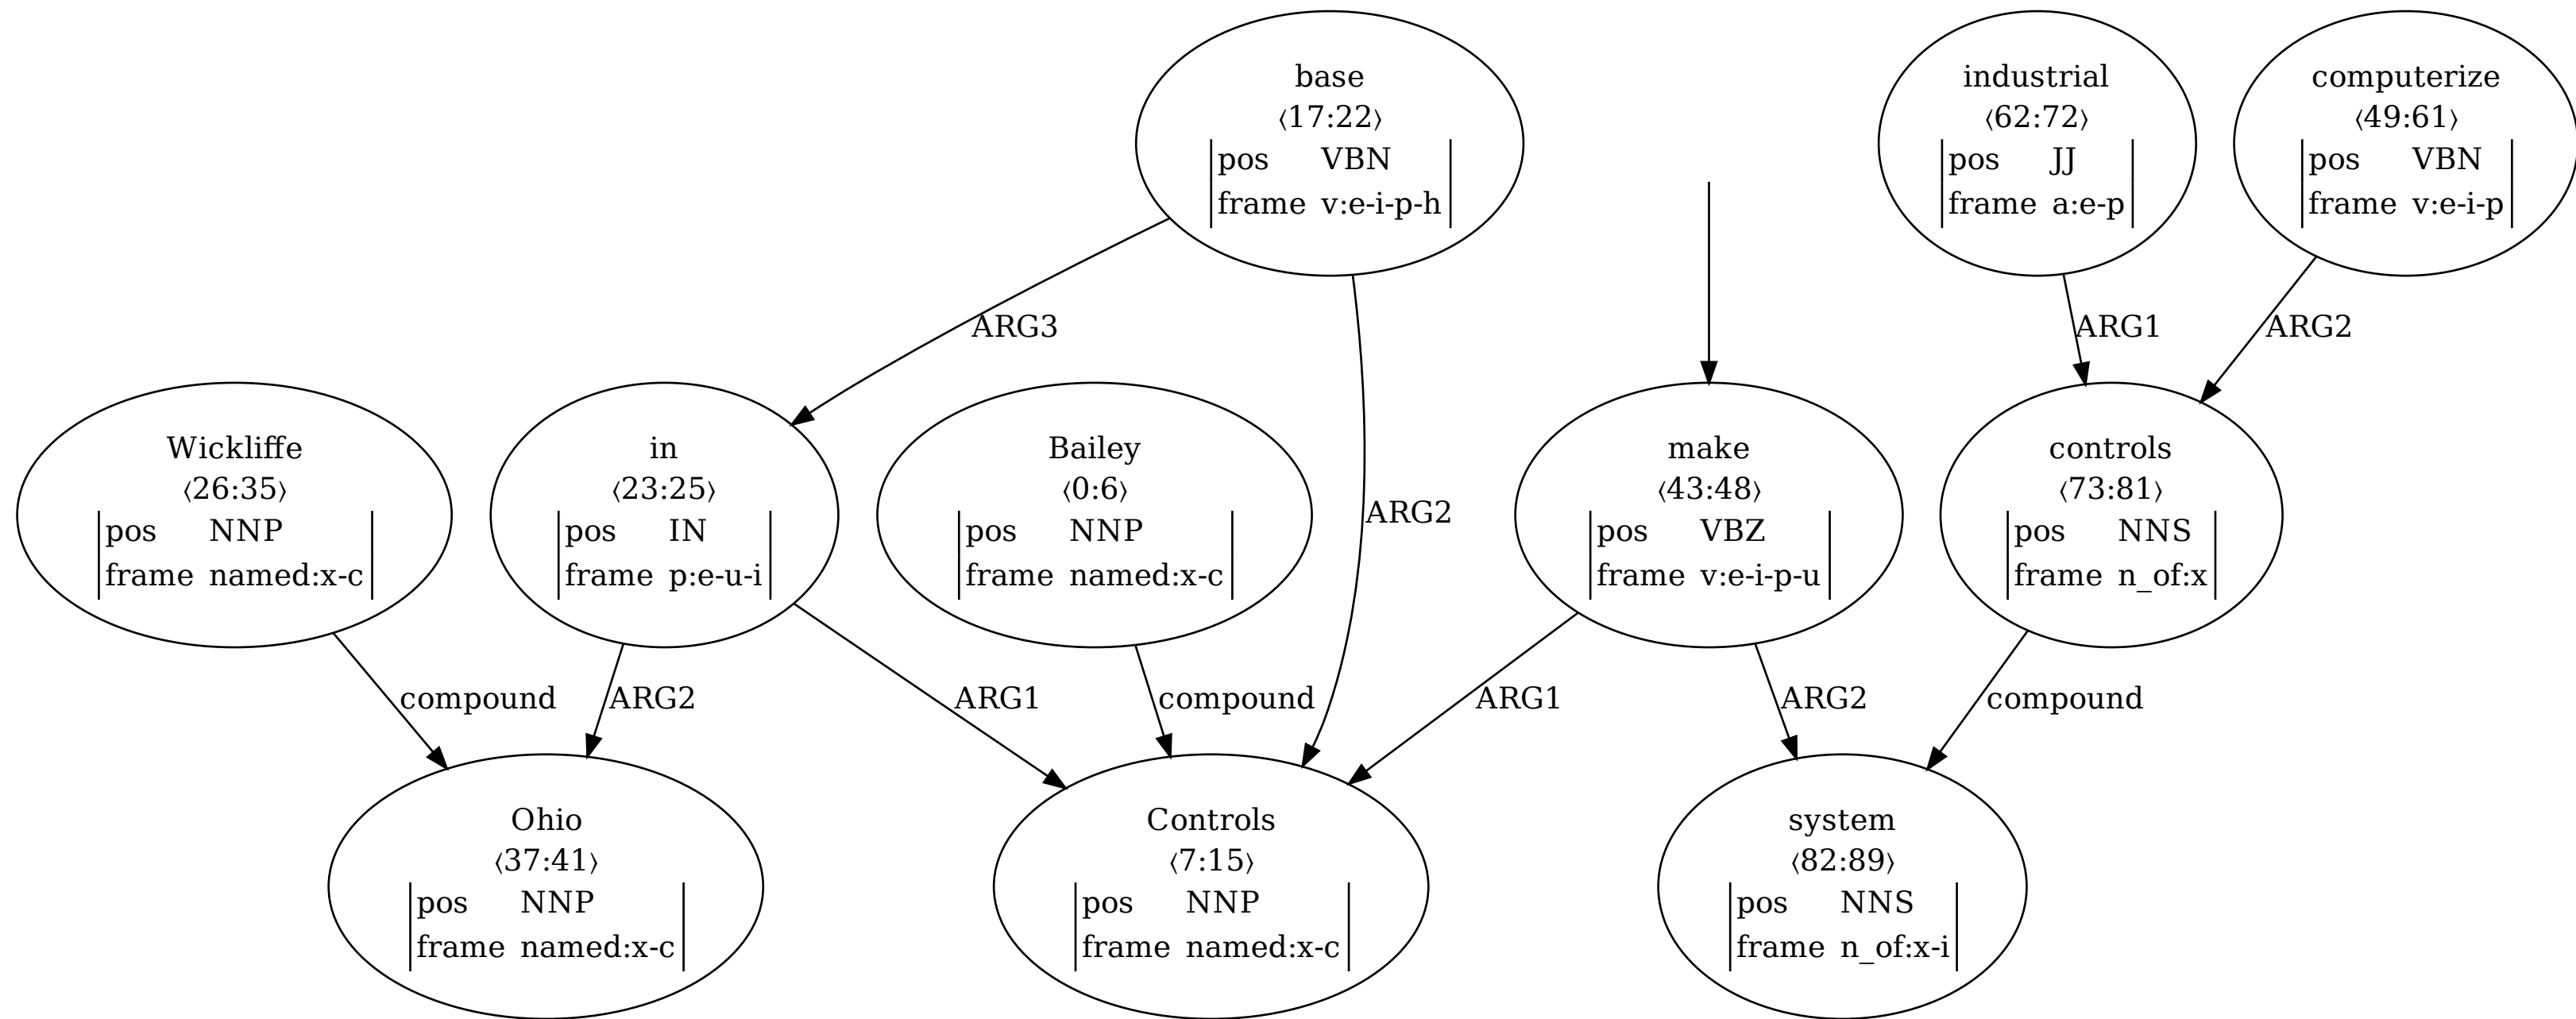 base
⟨17:22⟩
pos VBN
frame v:e-i-p-h
industrial
⟨62:72⟩
pos JJ
frame a:e-p
computerize
⟨49:61⟩
pos VBN
frame v:e-i-p
ARG3
ARG1
ARG2
Wickliffe
⟨26:35⟩
pos NNP
frame named:x-c
in
⟨23:25⟩
pos IN
frame p:e-u-i
Bailey
⟨0:6⟩
pos NNP
frame named:x-c
ARG2
make
⟨43:48⟩
pos VBZ
frame v:e-i-p-u
controls
⟨73:81⟩
pos NNS
frame n_of:x
compound
ARG2
ARG1
compound
ARG1
ARG2
compound
Ohio
⟨37:41⟩
pos NNP
frame named:x-c
Controls
⟨7:15⟩
pos NNP
frame named:x-c
system
⟨82:89⟩
pos NNS
frame n_of:x-i